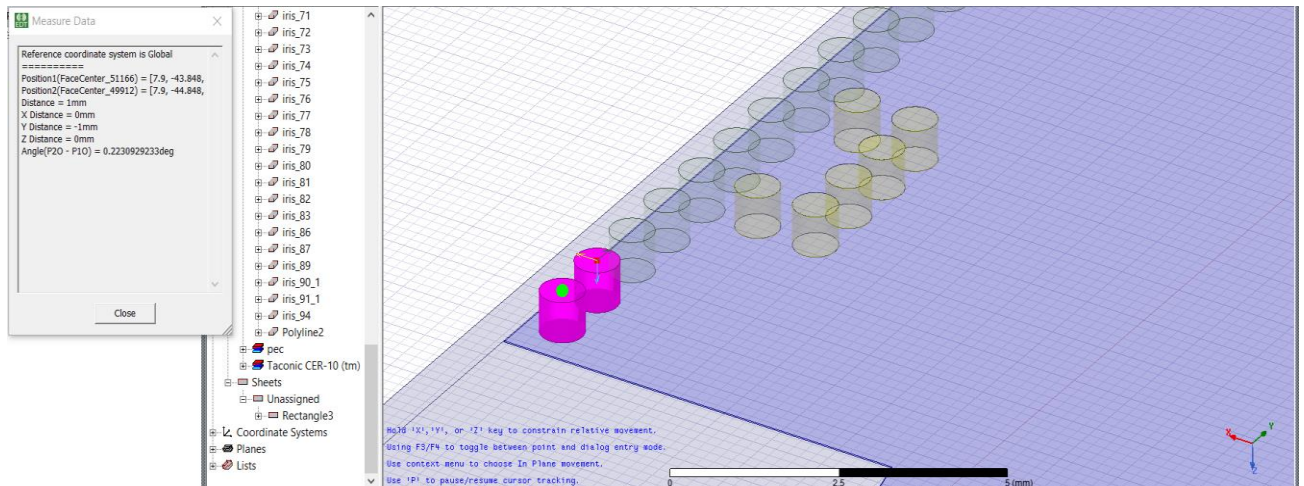 Measure Data
Reference coordinate system is Global
==========
Position1(FaceCenter_51166) = [7.9, -43.848,
Position2(FaceCenter_49912) = [7.9, -44.848,
Distance = 1mm
X Distance = 0mm
Y Distance = -1mm
Z Distance = 0mm
Angle(P2O - P1O) = 0.2230929233deg
Close
iris_71
iris_72
iris_73
iris_74
iris_75
iris_76
iris_77
iris_78
iris_79
iris_80
iris_81
iris_82
iris_83
iris_86
iris_87
iris_89
iris_90_1
iris_91_1
iris_94
Polyline2
pec
Taconic CER-10 (tm)
Sheets
Unassigned
Rectangle3
Coordinate Systems
Planes
Lists
Hold 'X','Y', or 'Z' key to constrain relative movement.
Using F3/F4 to toggle between point and dialog entry mode.
Use context menu to choose In Plane movement.
Use 'P' to pause/resume cursor tracking.
0 2.5 5 (mm)
X Y
Z